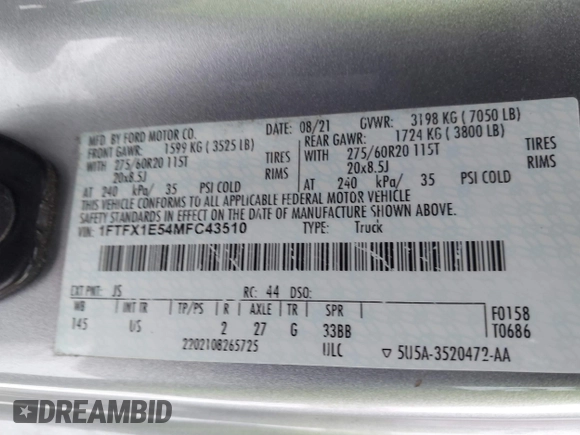 MFD. BY FORD MOTOR CO. DATE: 08/21 GVWR: 3198 KG ( 7050 LB)
FRONT GAWR: 1599 KG ( 3525 LB) REAR GAWR: 1724 KG ( 3800 LB)
WITH 275/60R20 115T TIRES WITH 275/60R20 115T TIRES
20x8.5J RIMS 20x8.5J RIMS
AT 240 kPa/ 35 PSI COLD AT 240 kPa/ 35 PSI COLD
THIS VEHICLE CONFORMS TO ALL APPLICABLE FEDERAL MOTOR VEHICLE
SAFETY STANDARDS IN EFFECT ON THE DATE OF MANUFACTURE SHOWN ABOVE.
VIN: 1FTFX1E54MFC43510 TYPE: Truck
EXT PNT: JS RC: 44 DSO:
WB INT TR TP/PS R AXLE TR SPR F0158
145 US 2 27 G 33BB T0686
2202108265725 ULC ▽ 5U5A-3520472-AA
DREAMBID